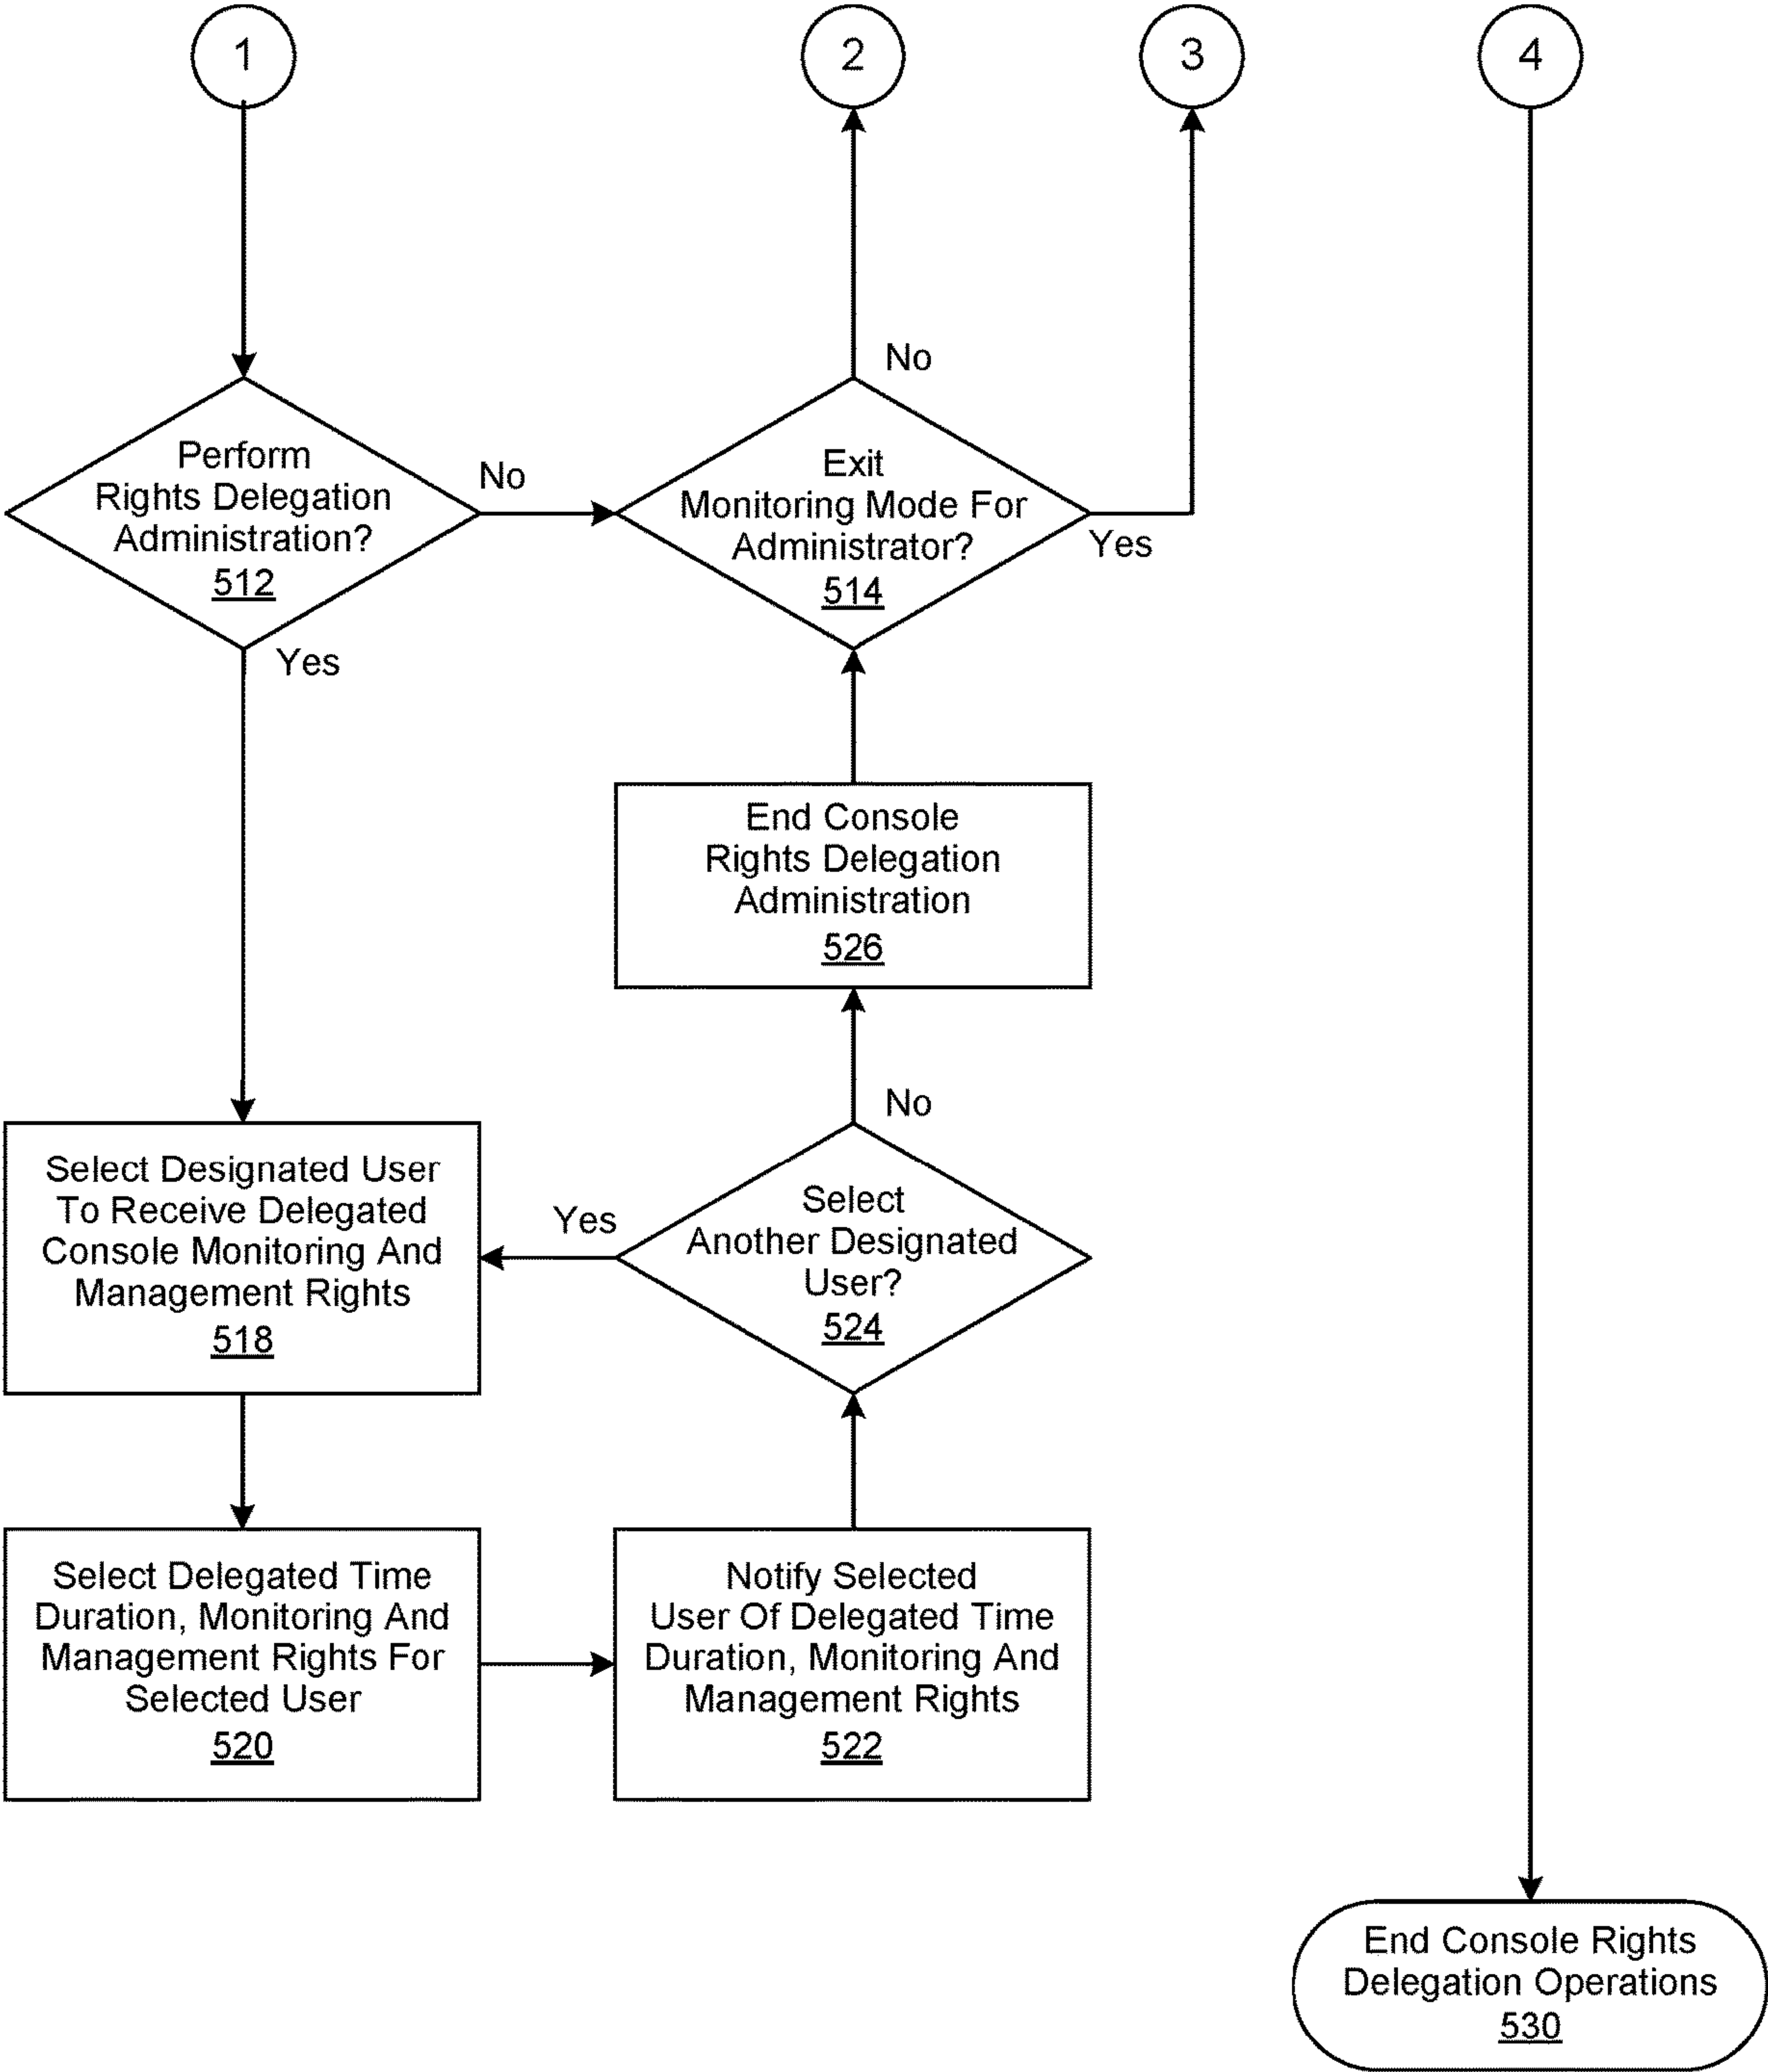 1
2
3
4
No
Perform
Rights Delegation
Administration?
512
No
Exit
Monitoring Mode For
Administrator?
514
Yes
Yes
End Console
Rights Delegation
Administration
526
No
Select Designated User
To Receive Delegated
Console Monitoring And
Management Rights
518
Yes
Select
Another Designated
User?
524
Select Delegated Time
Duration, Monitoring And
Management Rights For
Selected User
520
Notify Selected
User Of Delegated Time
Duration, Monitoring And
Management Rights
522
End Console Rights
Delegation Operations
530